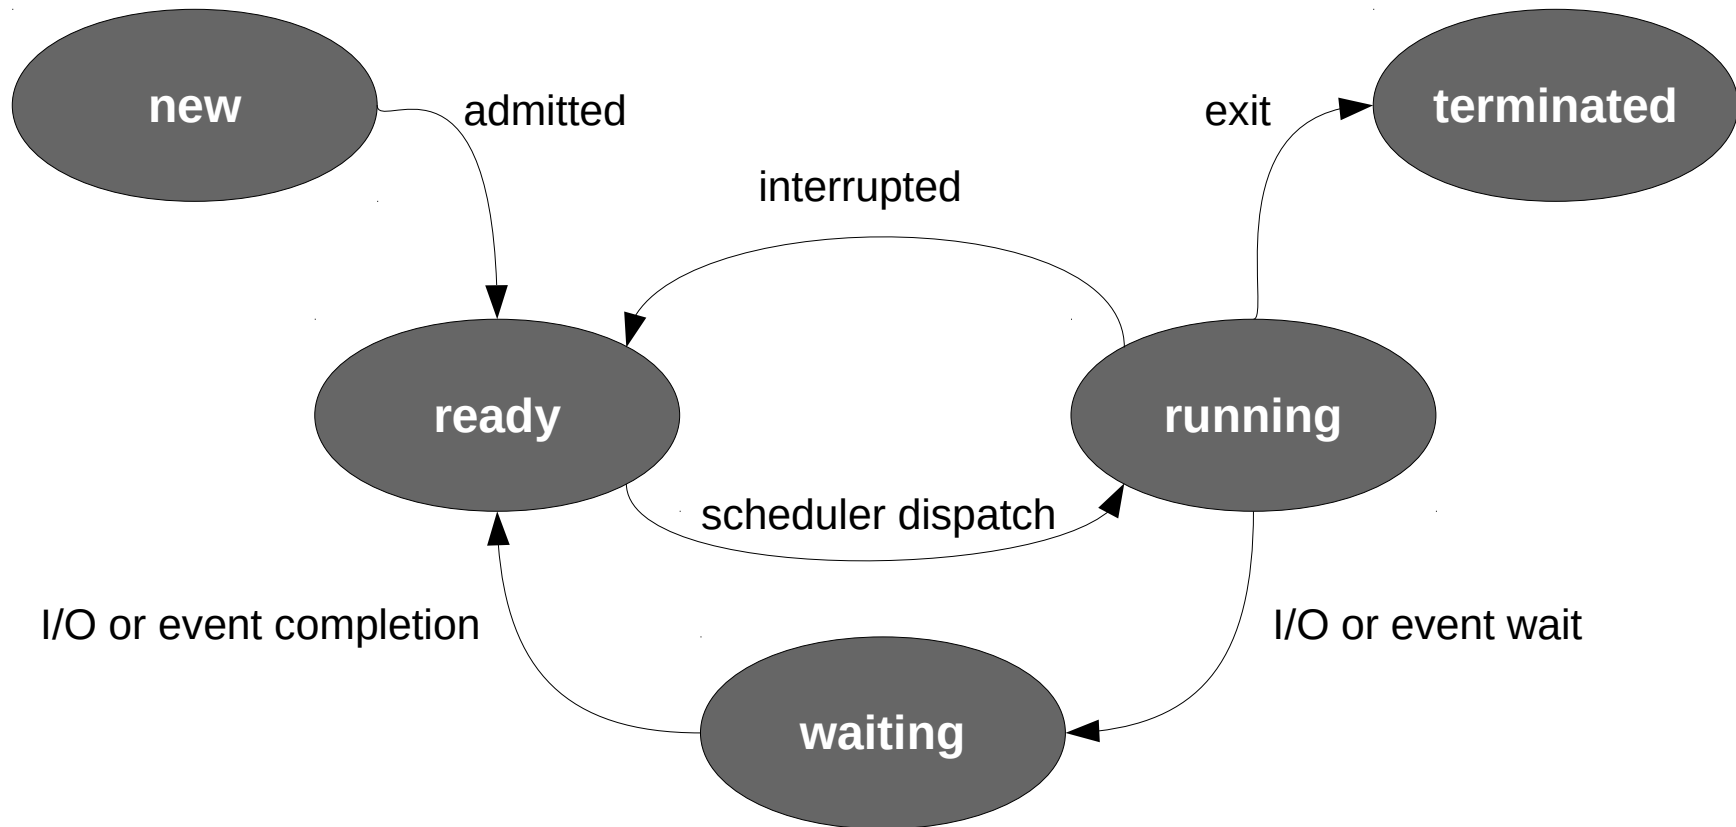 new
admitted
exit
terminated
interrupted
ready
running
scheduler dispatch
I/O or event completion
I/O or event wait
waiting